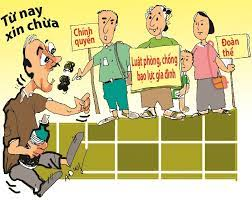 Từ nay
xin chừa
Chính
quyền
Luật phòng, chống
bạo lực gia đình
Đoàn
thể